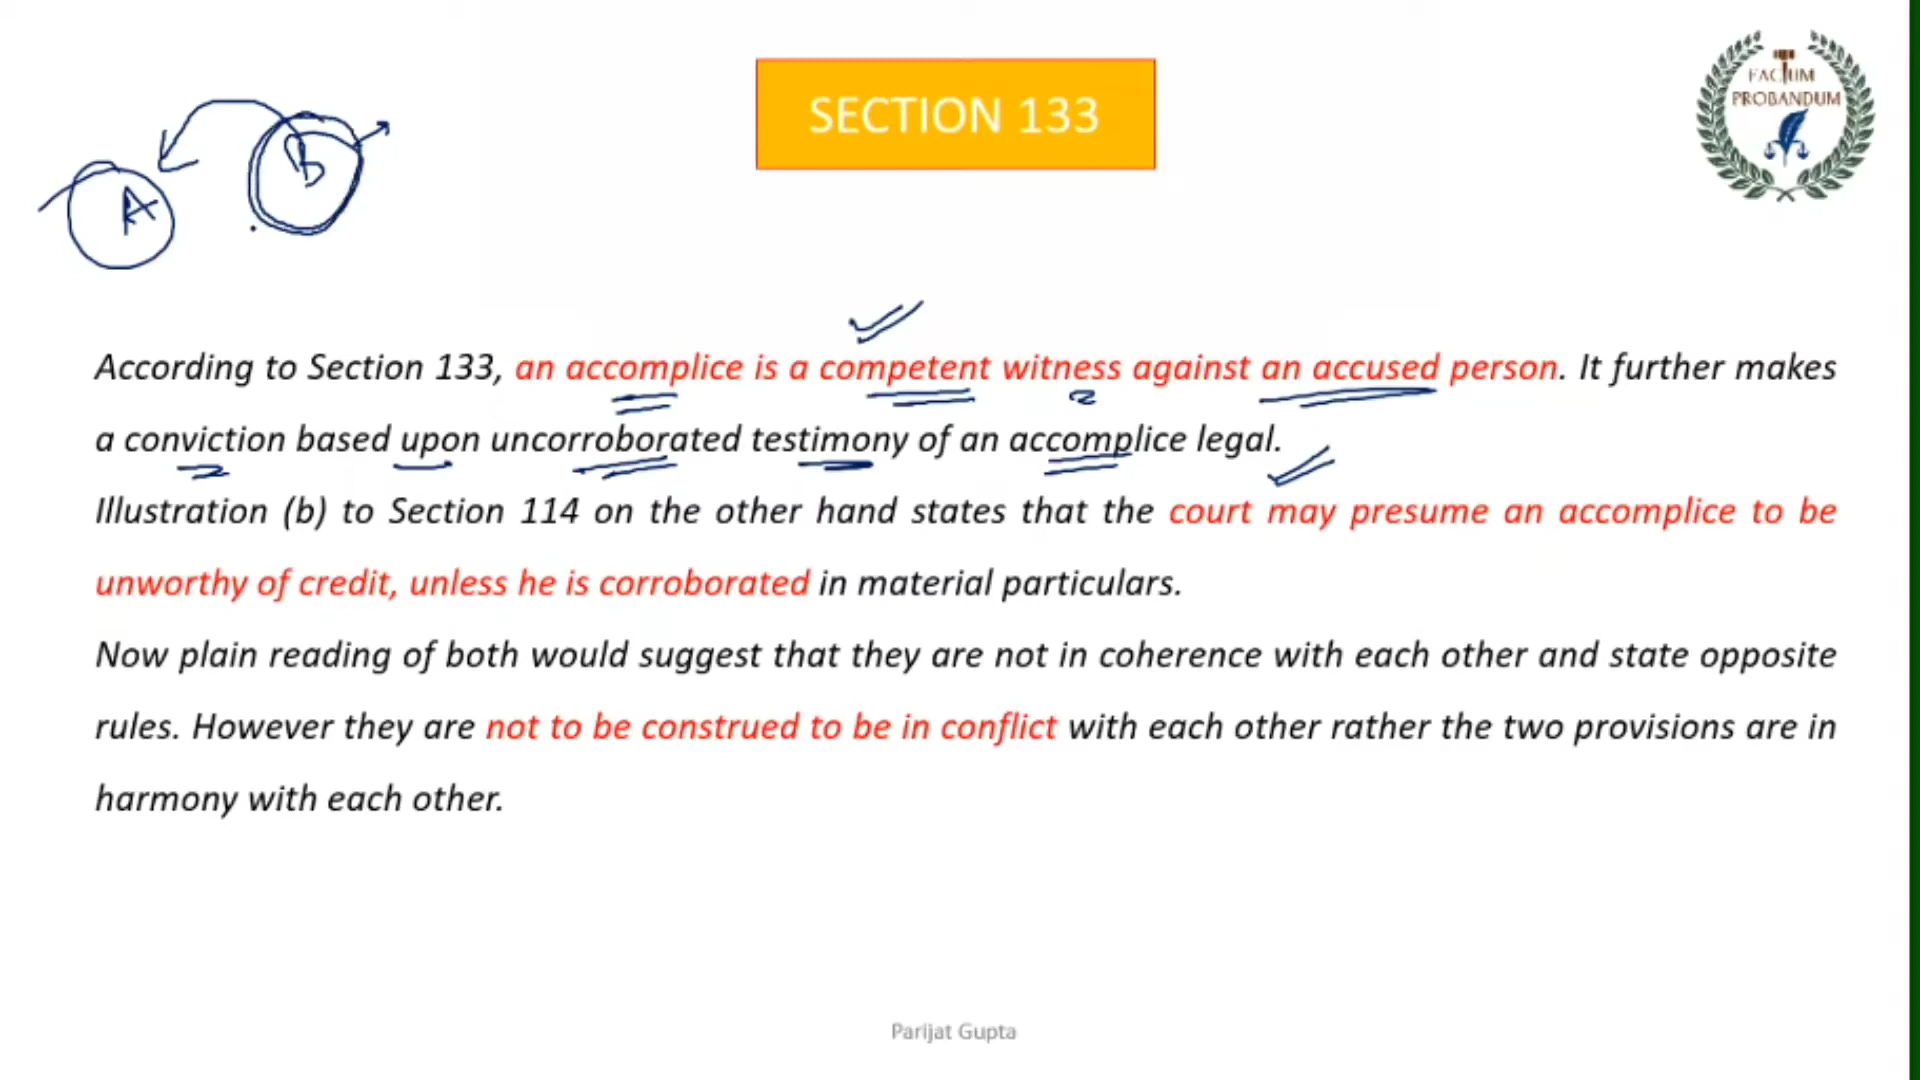 FACTUM
PROBANDUM
SECTION 133
A
B
According to Section 133, an accomplice is a competent witness against an accused person. It further makes
a conviction based upon uncorroborated testimony of an accomplice legal.
Illustration (b) to Section 114 on the other hand states that the court may presume an accomplice to be
unworthy of credit, unless he is corroborated in material particulars.
Now plain reading of both would suggest that they are not in coherence with each other and state opposite
rules. However they are not to be construed to be in conflict with each other rather the two provisions are in
harmony with each other.
Parijat Gupta